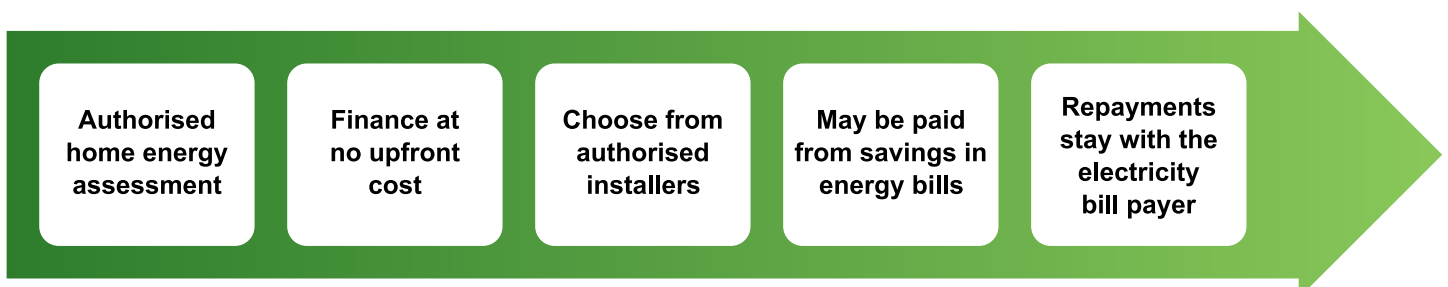 Authorised
home energy
assessment
Finance at
no upfront
cost
Choose from
authorised
installers
May be paid
from savings in
energy bills
Repayments
stay with the
electricity
bill payer